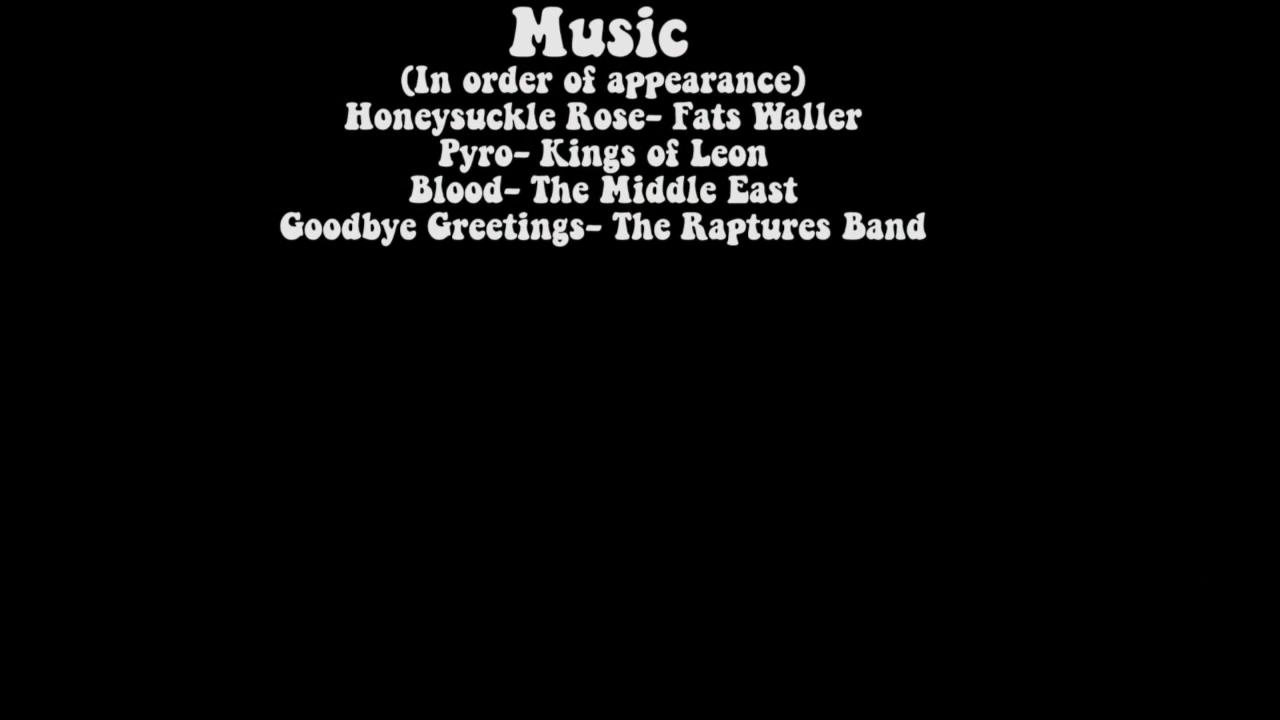 Music
(In order of appearance)
Honeysuckle Rose- Fats Waller
Pyro- Kings of Leon
Blood- The Middle East
Goodbye Greetings- The Raptures Band